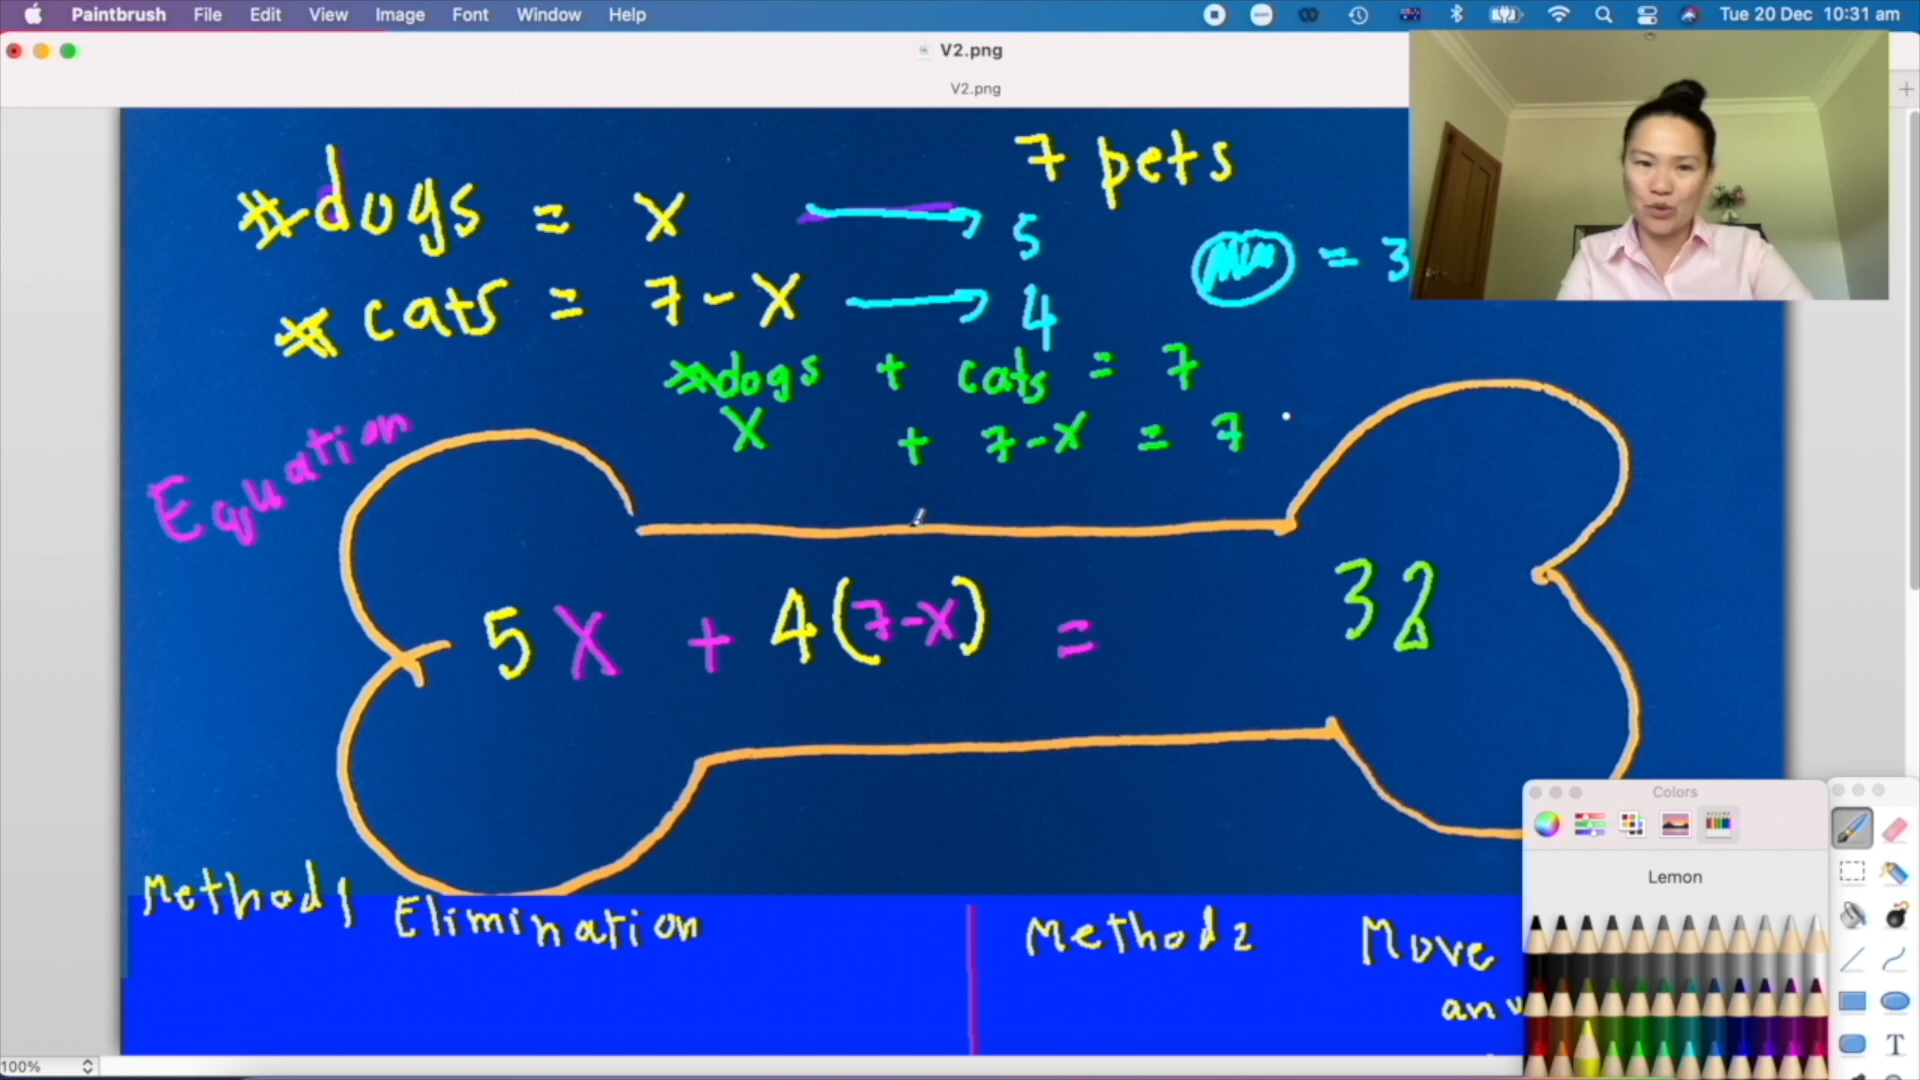 Paintbrush File Edit View Image Font Window Help Tue 20 Dec 10:31 am
V2.png
V2.png
7 pets
#dogs = x → 5
= 3
# cats = 7-x → 4
#dogs + cats = 7
x + 7-x = 7
Equation
5x + 4(7-x) = 32
Colors
Lemon
Method 1 Elimination
Method 2 Move
T
100%